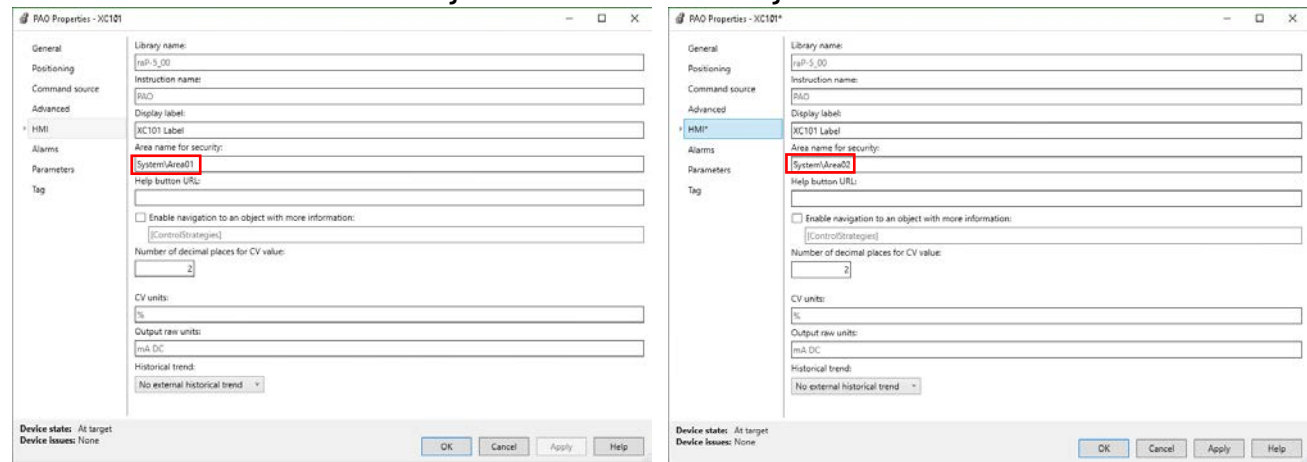 PAO Properties - XC101
General
Positioning
Command source
Advanced
HMI
Alarms
Parameters
Tag
Library name:
raP-5_00
Instruction name:
PAO
Display label:
XC101 Label
Area name for security:
System\Area01
Help button URL:
Enable navigation to an object with more information:
[ControlStrategies]
Number of decimal places for CV value:
2
CV units:
%
Output raw units:
mA DC
Historical trend:
No external historical trend
Device state: At target
Device issues: None
OK Cancel Apply Help
PAO Properties - XC101*
General
Positioning
Command source
Advanced
HMI*
Alarms
Parameters
Tag
Library name:
raP-5_00
Instruction name:
PAO
Display label:
XC101 Label
Area name for security:
System\Area02
Help button URL:
Enable navigation to an object with more information:
[ControlStrategies]
Number of decimal places for CV value:
2
CV units:
%
Output raw units:
mA DC
Historical trend:
No external historical trend
Device state: At target
Device issues: None
OK Cancel Apply Help